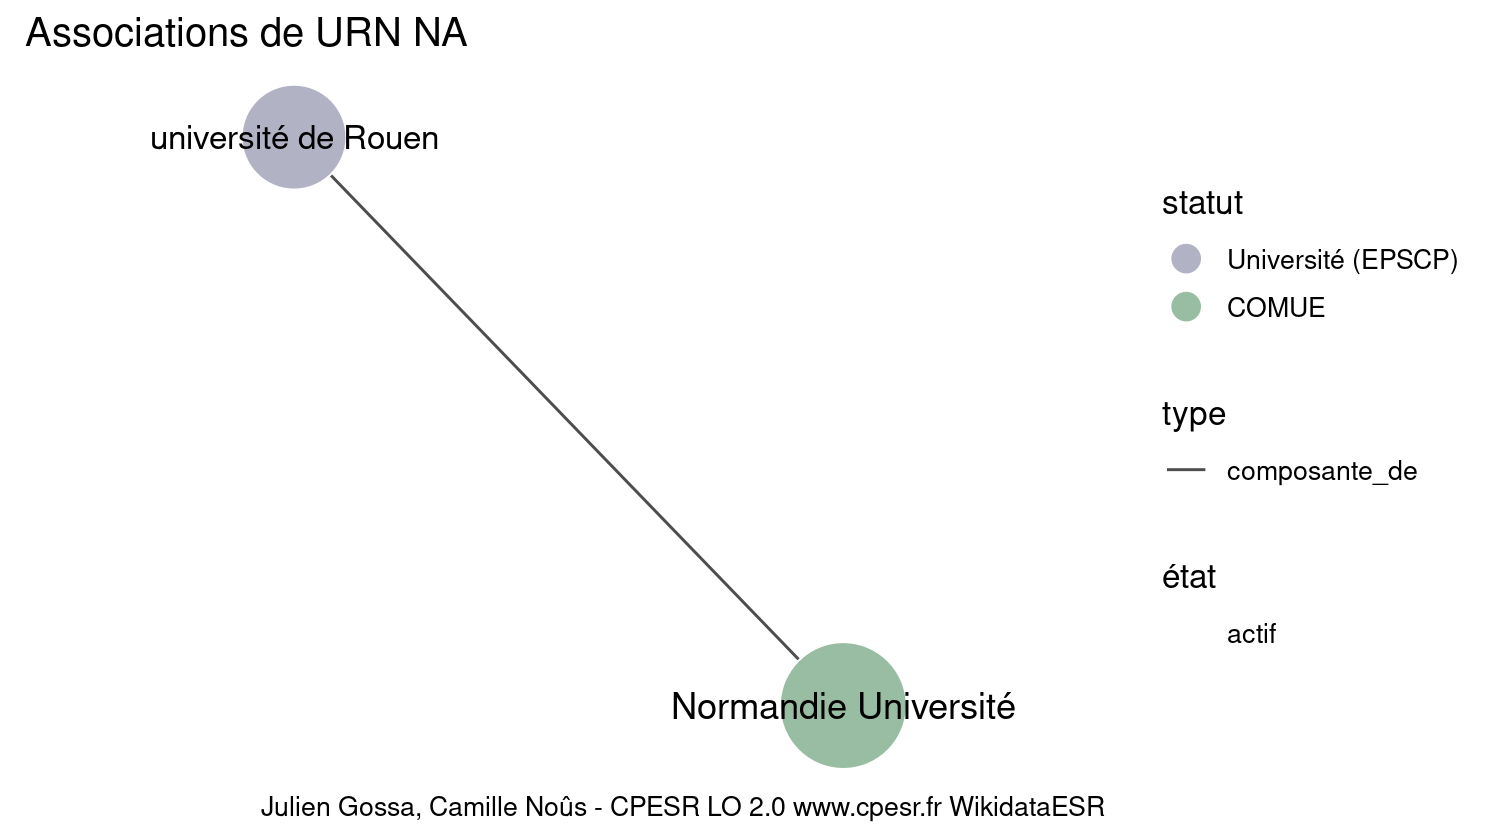 Associations de URN NA
université de Rouen
statut
Université (EPSCP)
COMUE
type
composante_de
état
actif
Normandie Université
Julien Gossa, Camille Noûs - CPESR LO 2.0 www.cpesr.fr WikidataESR